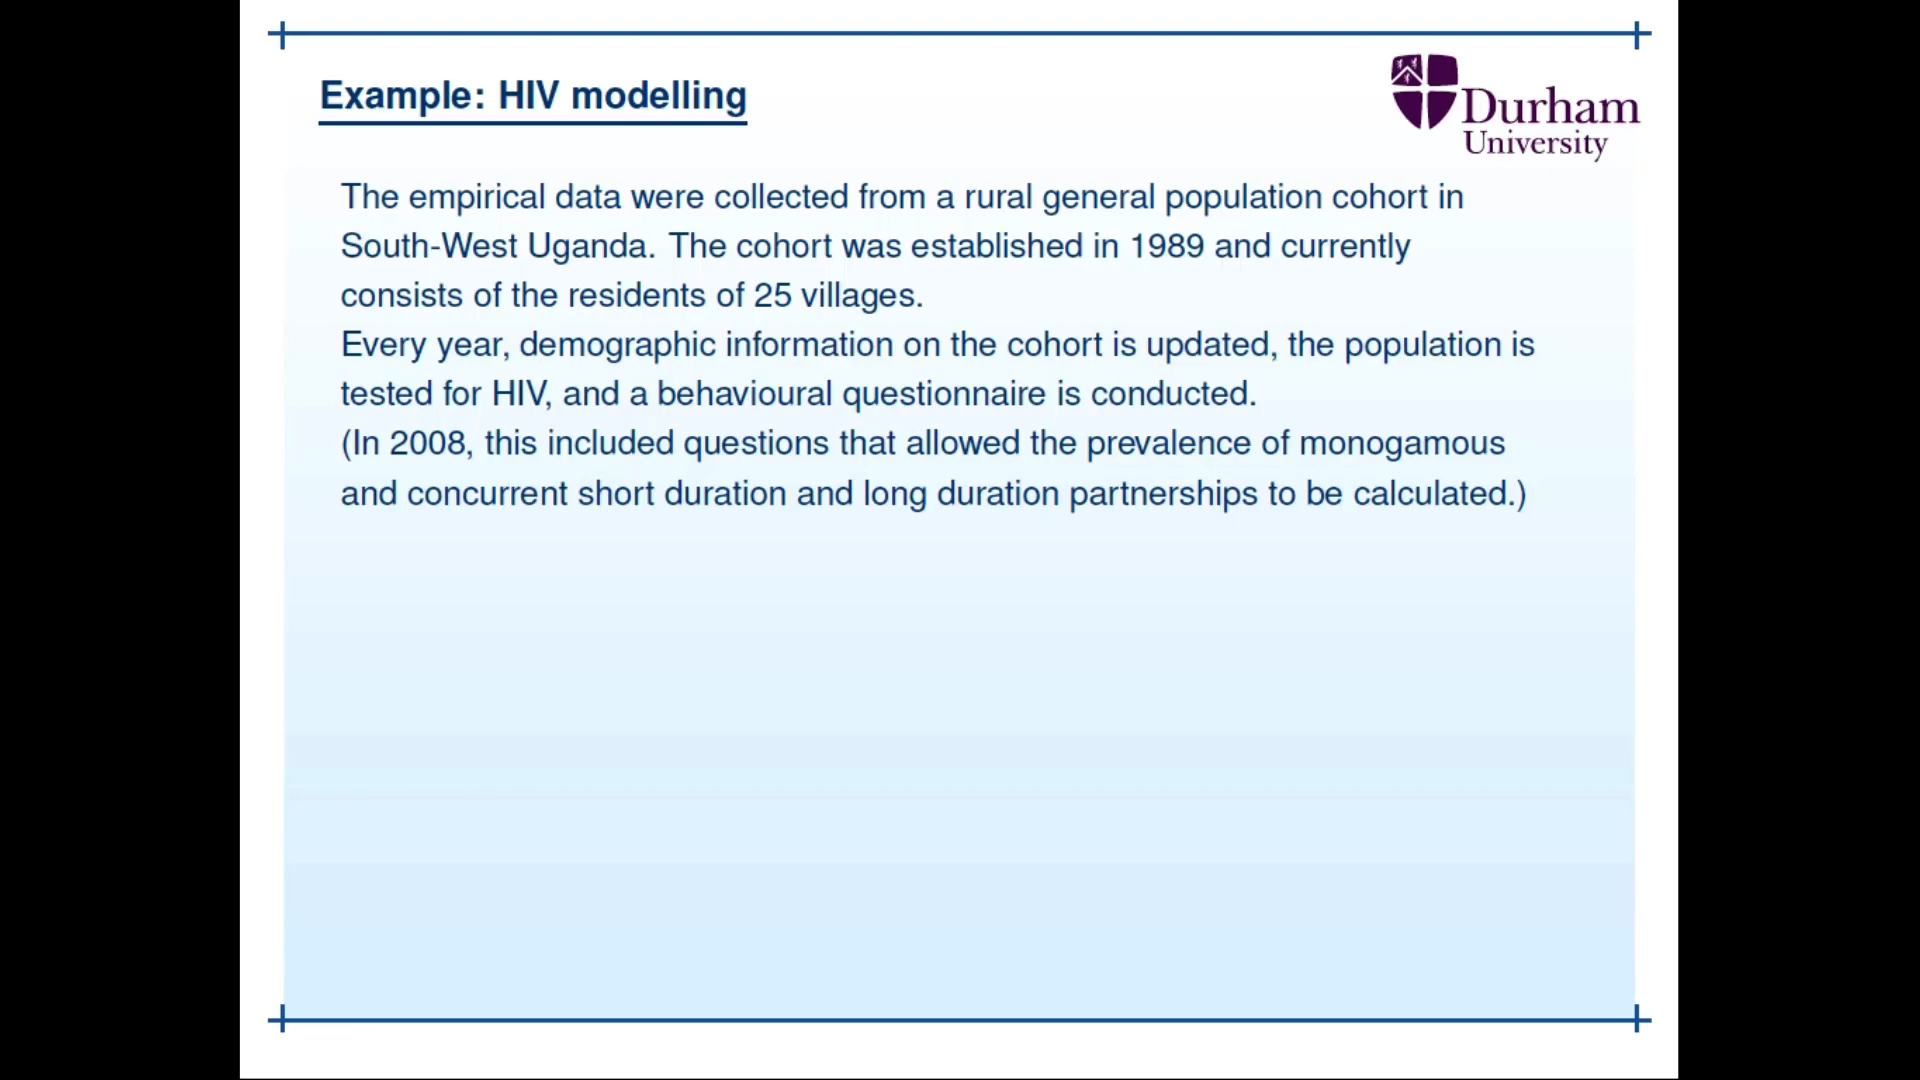 Example: HIV modelling
Durham
University
The empirical data were collected from a rural general population cohort in
South-West Uganda. The cohort was established in 1989 and currently
consists of the residents of 25 villages.
Every year, demographic information on the cohort is updated, the population is
tested for HIV, and a behavioural questionnaire is conducted.
(In 2008, this included questions that allowed the prevalence of monogamous
and concurrent short duration and long duration partnerships to be calculated.)